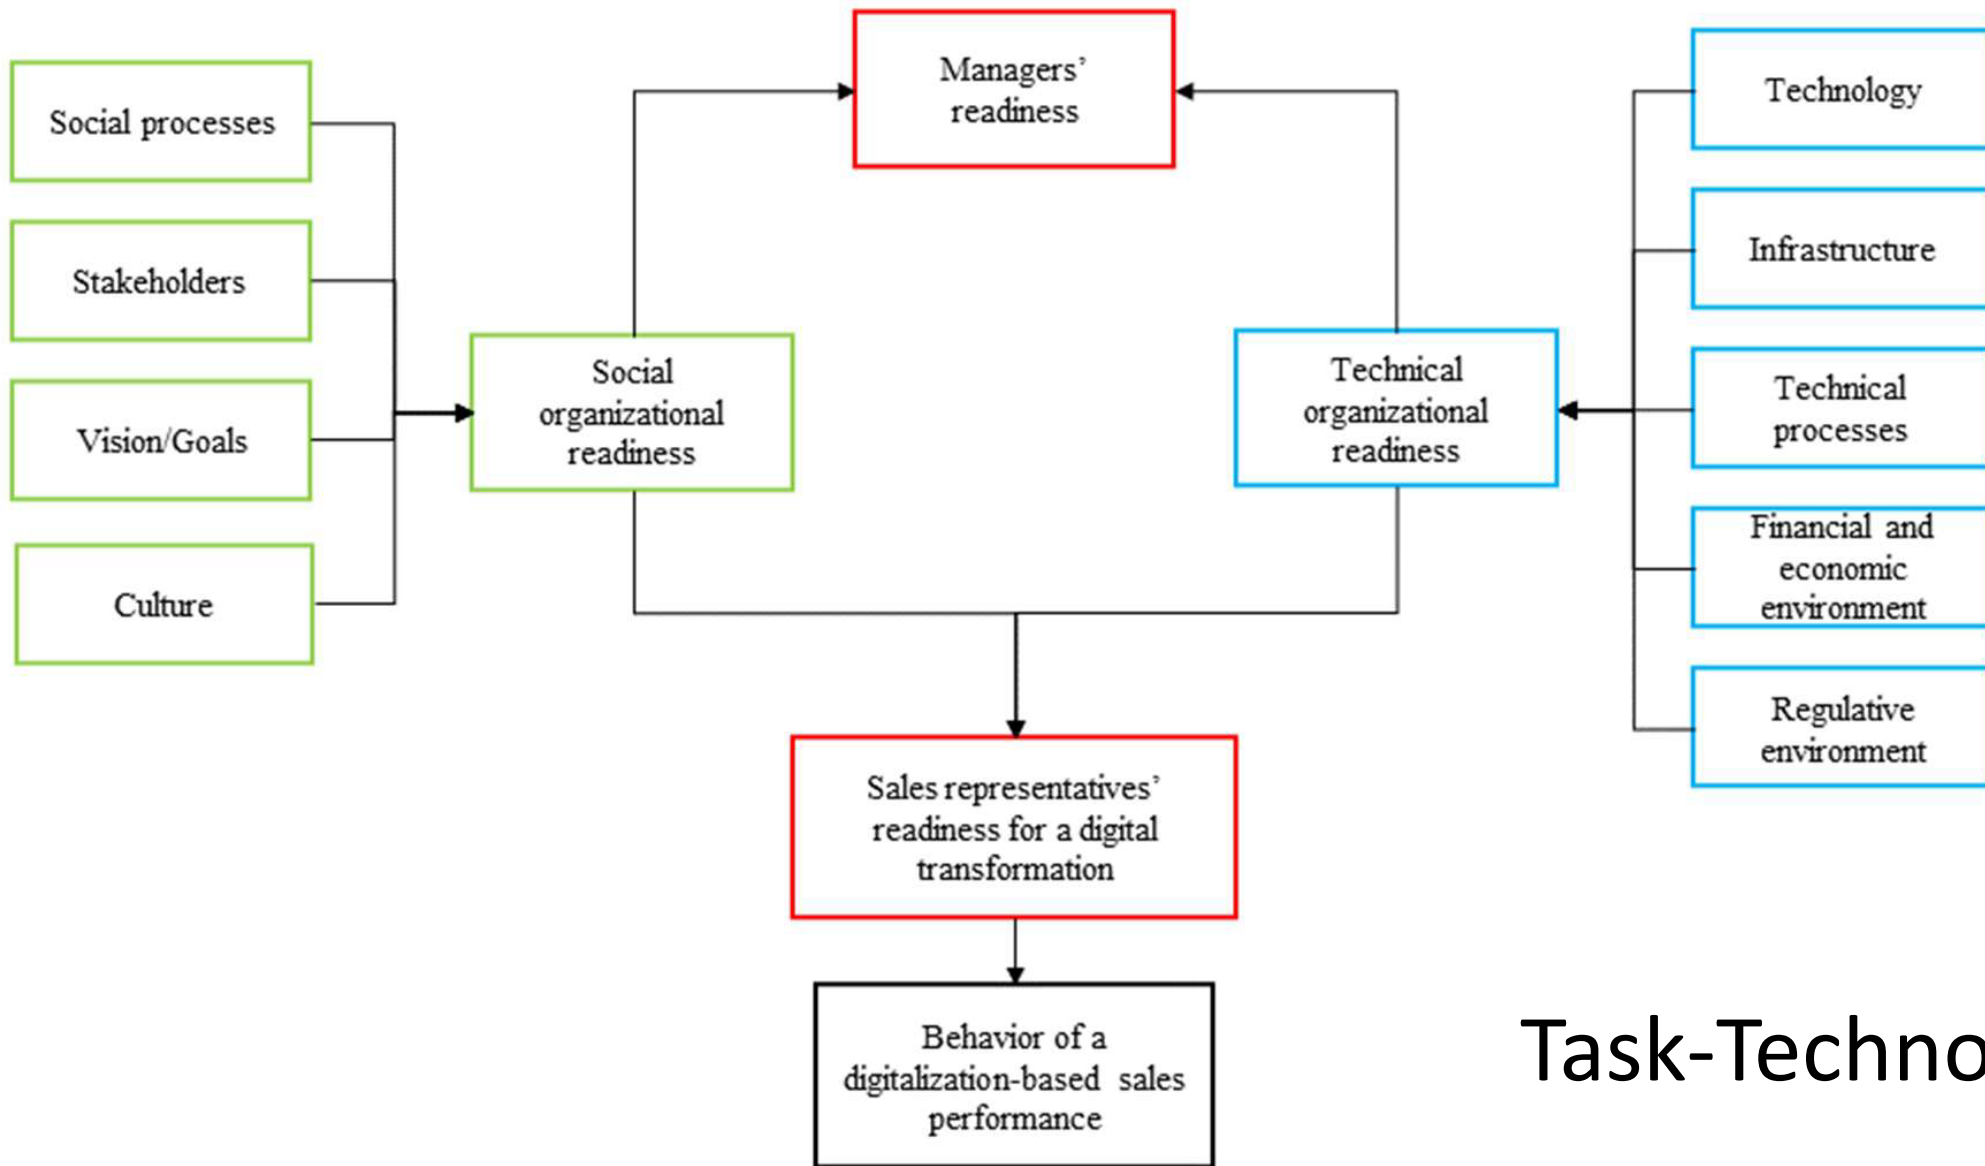 Managers’
readiness
Social processes
Stakeholders
Vision/Goals
Culture
Social
organizational
readiness
Technical
organizational
readiness
Technology
Infrastructure
Technical
processes
Financial and
economic
environment
Regulative
environment
Sales representatives’
readiness for a digital
transformation
Behavior of a
digitalization-based sales
performance
Task-Techno